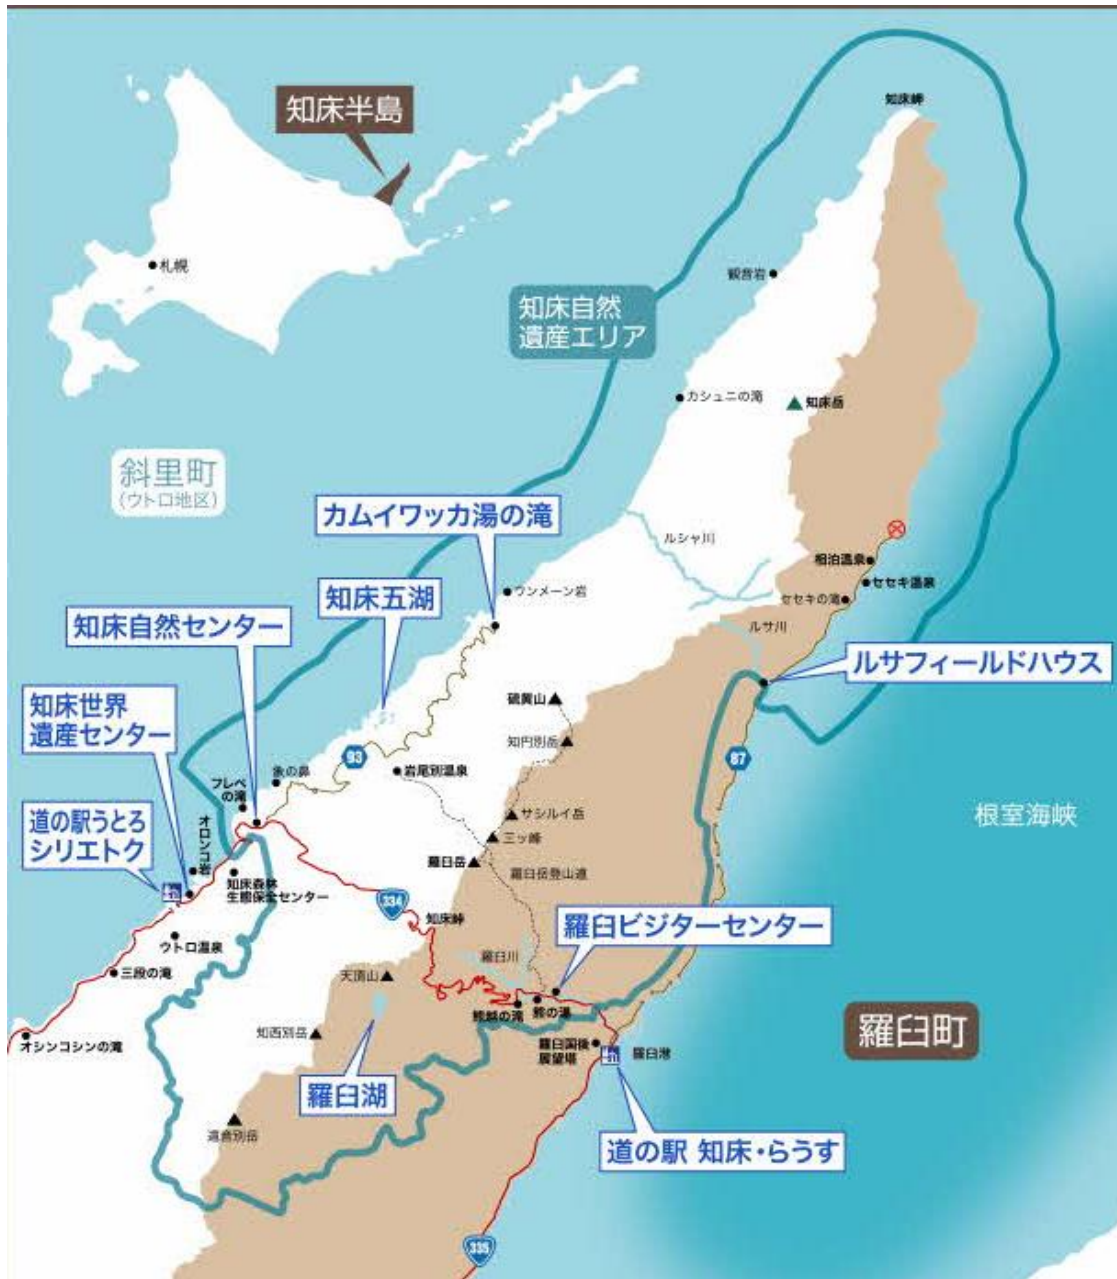 知床岬
知床半島
札幌
観音岩
知床自然
遺産エリア
カシュニの滝
知床岳
斜里町
(ウトロ地区)
カムイワッカ湯の滝
ルシャ川
相泊温泉
セセキ温泉
セセキの滝
ウンメーン岩
知床五湖
知床自然センター
ルサ川
ルサフィールドハウス
知床世界
遺産センター
硫黄山
知円別岳
93
87
象の鼻
岩尾別温泉
フレペ
の滝
道の駅うとろ
シリエトク
オロンコ岩
サシルイ岳
三ッ峰
根室海峡
羅臼岳
羅臼岳登山道
知床森林
生態保全センター
334
知床峠
羅臼ビジターセンター
ウトロ温泉
羅臼川
三段の滝
天頂山
熊越の滝
熊の湯
オシンコシンの滝
知西別岳
羅臼国後
展望塔
羅臼港
羅臼町
羅臼湖
遠音別岳
道の駅 知床・らうす
335